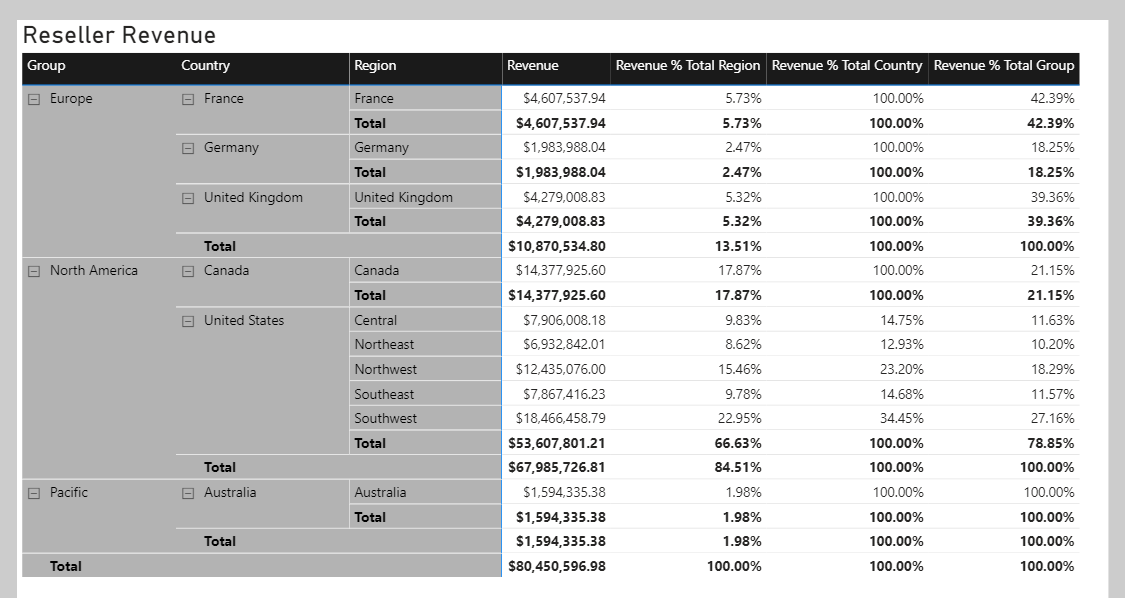 Reseller Revenue
Group Country Region Revenue Revenue % Total Region Revenue % Total Country Revenue % Total Group
Europe France France $4,607,537.94 5.73% 100.00% 42.39%
Total $4,607,537.94 5.73% 100.00% 42.39%
Germany Germany $1,983,988.04 2.47% 100.00% 18.25%
Total $1,983,988.04 2.47% 100.00% 18.25%
United Kingdom United Kingdom $4,279,008.83 5.32% 100.00% 39.36%
Total $4,279,008.83 5.32% 100.00% 39.36%
Total $10,870,534.80 13.51% 100.00% 100.00%
North America Canada Canada $14,377,925.60 17.87% 100.00% 21.15%
Total $14,377,925.60 17.87% 100.00% 21.15%
United States Central $7,906,008.18 9.83% 14.75% 11.63%
Northeast $6,932,842.01 8.62% 12.93% 10.20%
Northwest $12,435,076.00 15.46% 23.20% 18.29%
Southeast $7,867,416.23 9.78% 14.68% 11.57%
Southwest $18,466,458.79 22.95% 34.45% 27.16%
Total $53,607,801.21 66.63% 100.00% 78.85%
Total $67,985,726.81 84.51% 100.00% 100.00%
Pacific Australia Australia $1,594,335.38 1.98% 100.00% 100.00%
Total $1,594,335.38 1.98% 100.00% 100.00%
Total $1,594,335.38 1.98% 100.00% 100.00%
Total $80,450,596.98 100.00% 100.00% 100.00%